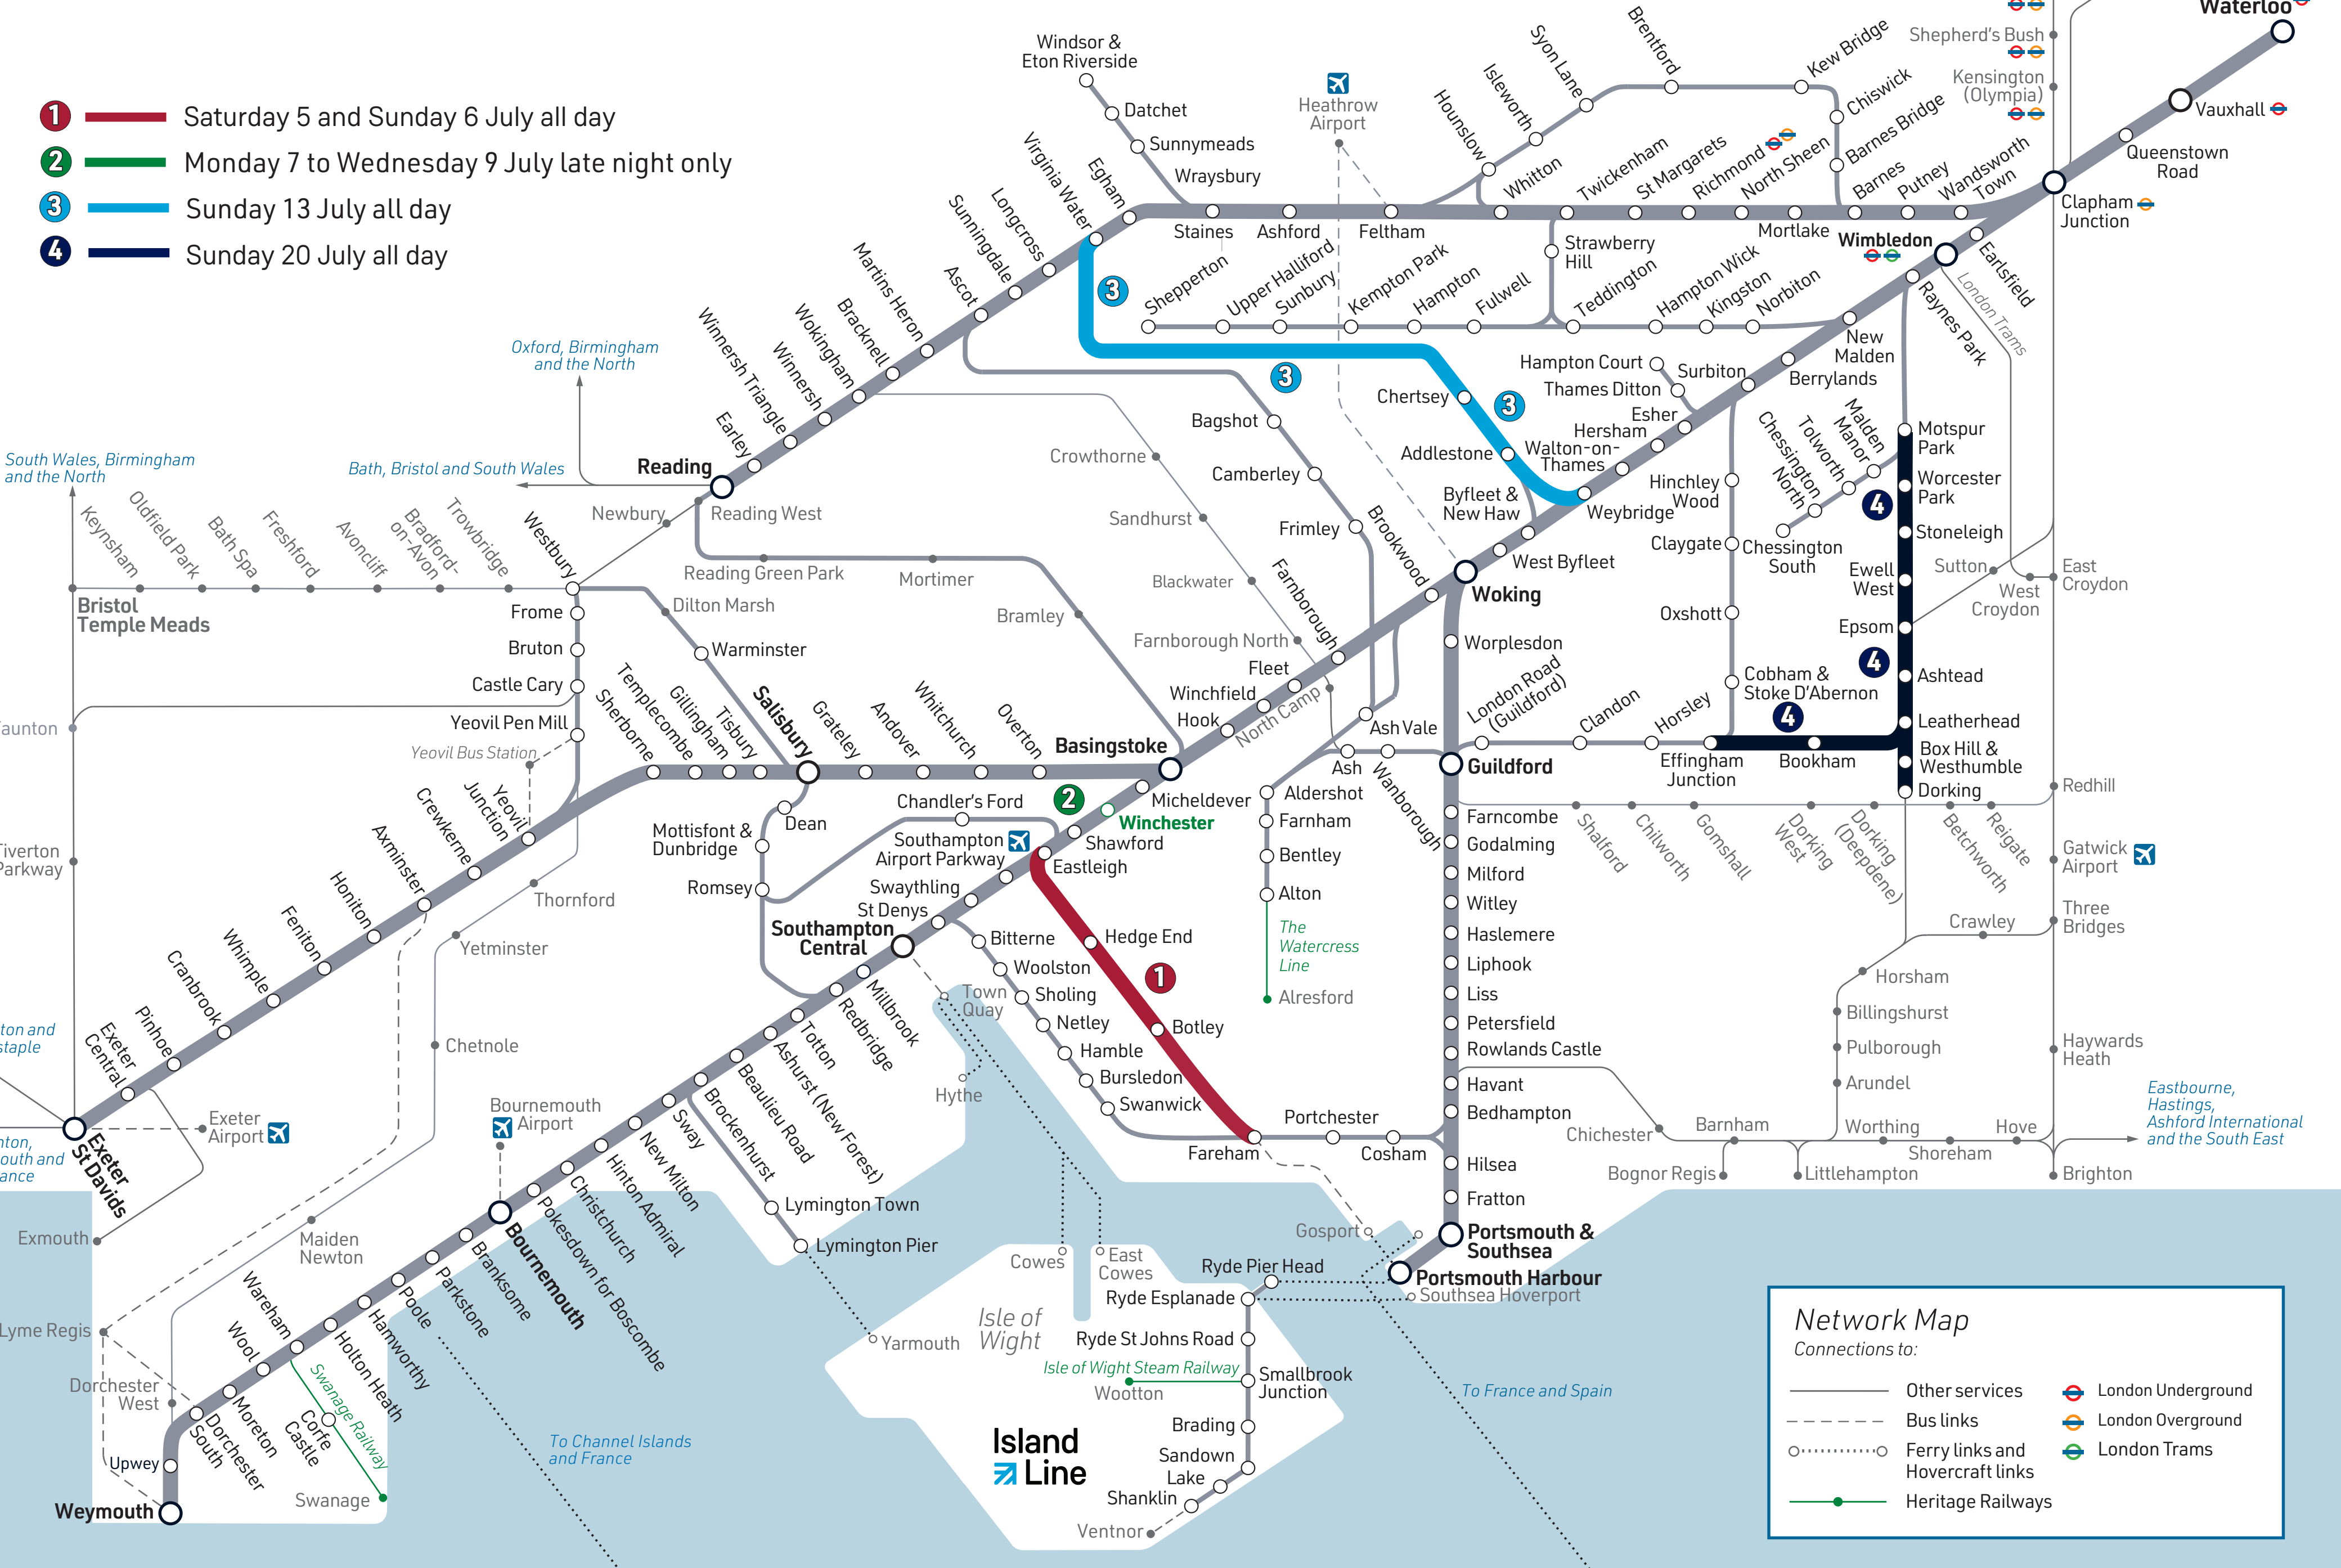 1 Saturday 5 and Sunday 6 July all day
2 Monday 7 to Wednesday 9 July late night only
3 Sunday 13 July all day
4 Sunday 20 July all day
Waterloo
Vauxhall
Queenstown
Road
Shepherd's Bush
Kensington
(Olympia)
Clapham
Junction
Windsor &
Eton Riverside
Datchet
Sunnymeads
Wraysbury
Heathrow
Airport
Hounslow
Isleworth
Syon Lane
Brentford
Kew Bridge
Chiswick
Barnes Bridge
Virginia Water
Egham
Staines
Ashford
Feltham
Whitton
Twickenham
St Margarets
Richmond
North Sheen
Mortlake
Barnes
Putney
Wandsworth
Town
Wimbledon
Earlsfield
London Trams
Raynes Park
Strawberry
Hill
Shepperton
Upper Halliford
Sunbury
Kempton Park
Hampton
Fulwell
Teddington
Hampton Wick
Kingston
Norbiton
New
Malden
Berrylands
Surbiton
Hampton Court
Thames Ditton
Esher
Hersham
Walton-on-
Thames
Weybridge
3
3
3
Chertsey
Addlestone
Byfleet &
New Haw
West Byfleet
Woking
Longcross
Sunningdale
Ascot
Martins Heron
Bracknell
Wokingham
Winnersh
Winnersh Triangle
Earley
Reading
Oxford, Birmingham
and the North
Bath, Bristol and South Wales
South Wales, Birmingham
and the North
Newbury
Reading West
Reading Green Park
Mortimer
Bramley
Bagshot
Camberley
Frimley
Crowthorne
Sandhurst
Blackwater
Farnborough North
North Camp
Brookwood
Farnborough
Fleet
Winchfield
Hook
Basingstoke
Hinchley
Wood
Claygate
Oxshott
Cobham &
Stoke D'Abernon
Malden
Manor
Tolworth
Chessington
North
Chessington
South
Motspur
Park
Worcester
Park
Stoneleigh
Ewell
West
Epsom
Ashtead
Leatherhead
Box Hill &
Westhumble
Dorking
4
4
4
Bookham
Effingham
Junction
Horsley
Clandon
London Road
(Guildford)
Guildford
Worplesdon
Sutton
West
Croydon
East
Croydon
Redhill
Gatwick
Airport
Three
Bridges
Haywards
Heath
Brighton
Shalford
Chilworth
Gomshall
Dorking
West
Dorking
(Deepdene)
Betchworth
Reigate
Crawley
Horsham
Billingshurst
Pulborough
Arundel
Barnham
Worthing
Shoreham
Hove
Chichester
Bognor Regis
Littlehampton
Eastbourne,
Hastings,
Ashford International
and the South East
Ash Vale
Ash
Wanborough
Aldershot
Farnham
Bentley
Alton
The
Watercress
Line
Alresford
Farncombe
Godalming
Milford
Witley
Haslemere
Liphook
Liss
Petersfield
Rowlands Castle
Havant
Bedhampton
Hilsea
Fratton
Portsmouth &
Southsea
Portsmouth Harbour
Southsea Hoverport
Gosport
Keynsham
Oldfield Park
Bath Spa
Freshford
Avoncliff
Bradford-
on-Avon
Trowbridge
Westbury
Bristol
Temple Meads
Frome
Bruton
Castle Cary
Yeovil Pen Mill
Yeovil Bus Station
Dilton Marsh
Warminster
Salisbury
Tisbury
Gillingham
Templecombe
Sherborne
Yeovil
Junction
Crewkerne
Axminster
Honiton
Feniton
Whimple
Cranbrook
Pinhoe
Exeter
Central
Exeter
St Davids
Exeter
Airport
Exmouth
Grateley
Andover
Whitchurch
Overton
Micheldever
2
Winchester
Shawford
Eastleigh
Chandler's Ford
Southampton
Airport Parkway
Swaythling
St Denys
Southampton
Central
Dean
Mottisfont &
Dunbridge
Romsey
1
Hedge End
Botley
Fareham
Portchester
Cosham
Bitterne
Woolston
Sholing
Netley
Hamble
Bursledon
Swanwick
Town
Quay
Hythe
Millbrook
Redbridge
Totton
Ashurst (New Forest)
Beaulieu Road
Brockenhurst
Sway
New Milton
Hinton Admiral
Christchurch
Pokesdown for Boscombe
Bournemouth
Bournemouth
Airport
Branksome
Parkstone
Poole
Hamworthy
Holton Heath
Wareham
Wool
Moreton
Dorchester
South
Dorchester
West
Upwey
Weymouth
Swanage Railway
Corfe
Castle
Swanage
Thornford
Yetminster
Chetnole
Maiden
Newton
Lyme Regis
Lymington Town
Lymington Pier
Yarmouth
Cowes
East
Cowes
Isle of
Wight
Ryde Pier Head
Ryde Esplanade
Ryde St Johns Road
Isle of Wight Steam Railway
Wootton
Smallbrook
Junction
Brading
Sandown
Lake
Shanklin
Ventnor
Island
Line
To Channel Islands
and France
To France and Spain
Network Map
Connections to:
Other services
Bus links
Ferry links and
Hovercraft links
Heritage Railways
London Underground
London Overground
London Trams